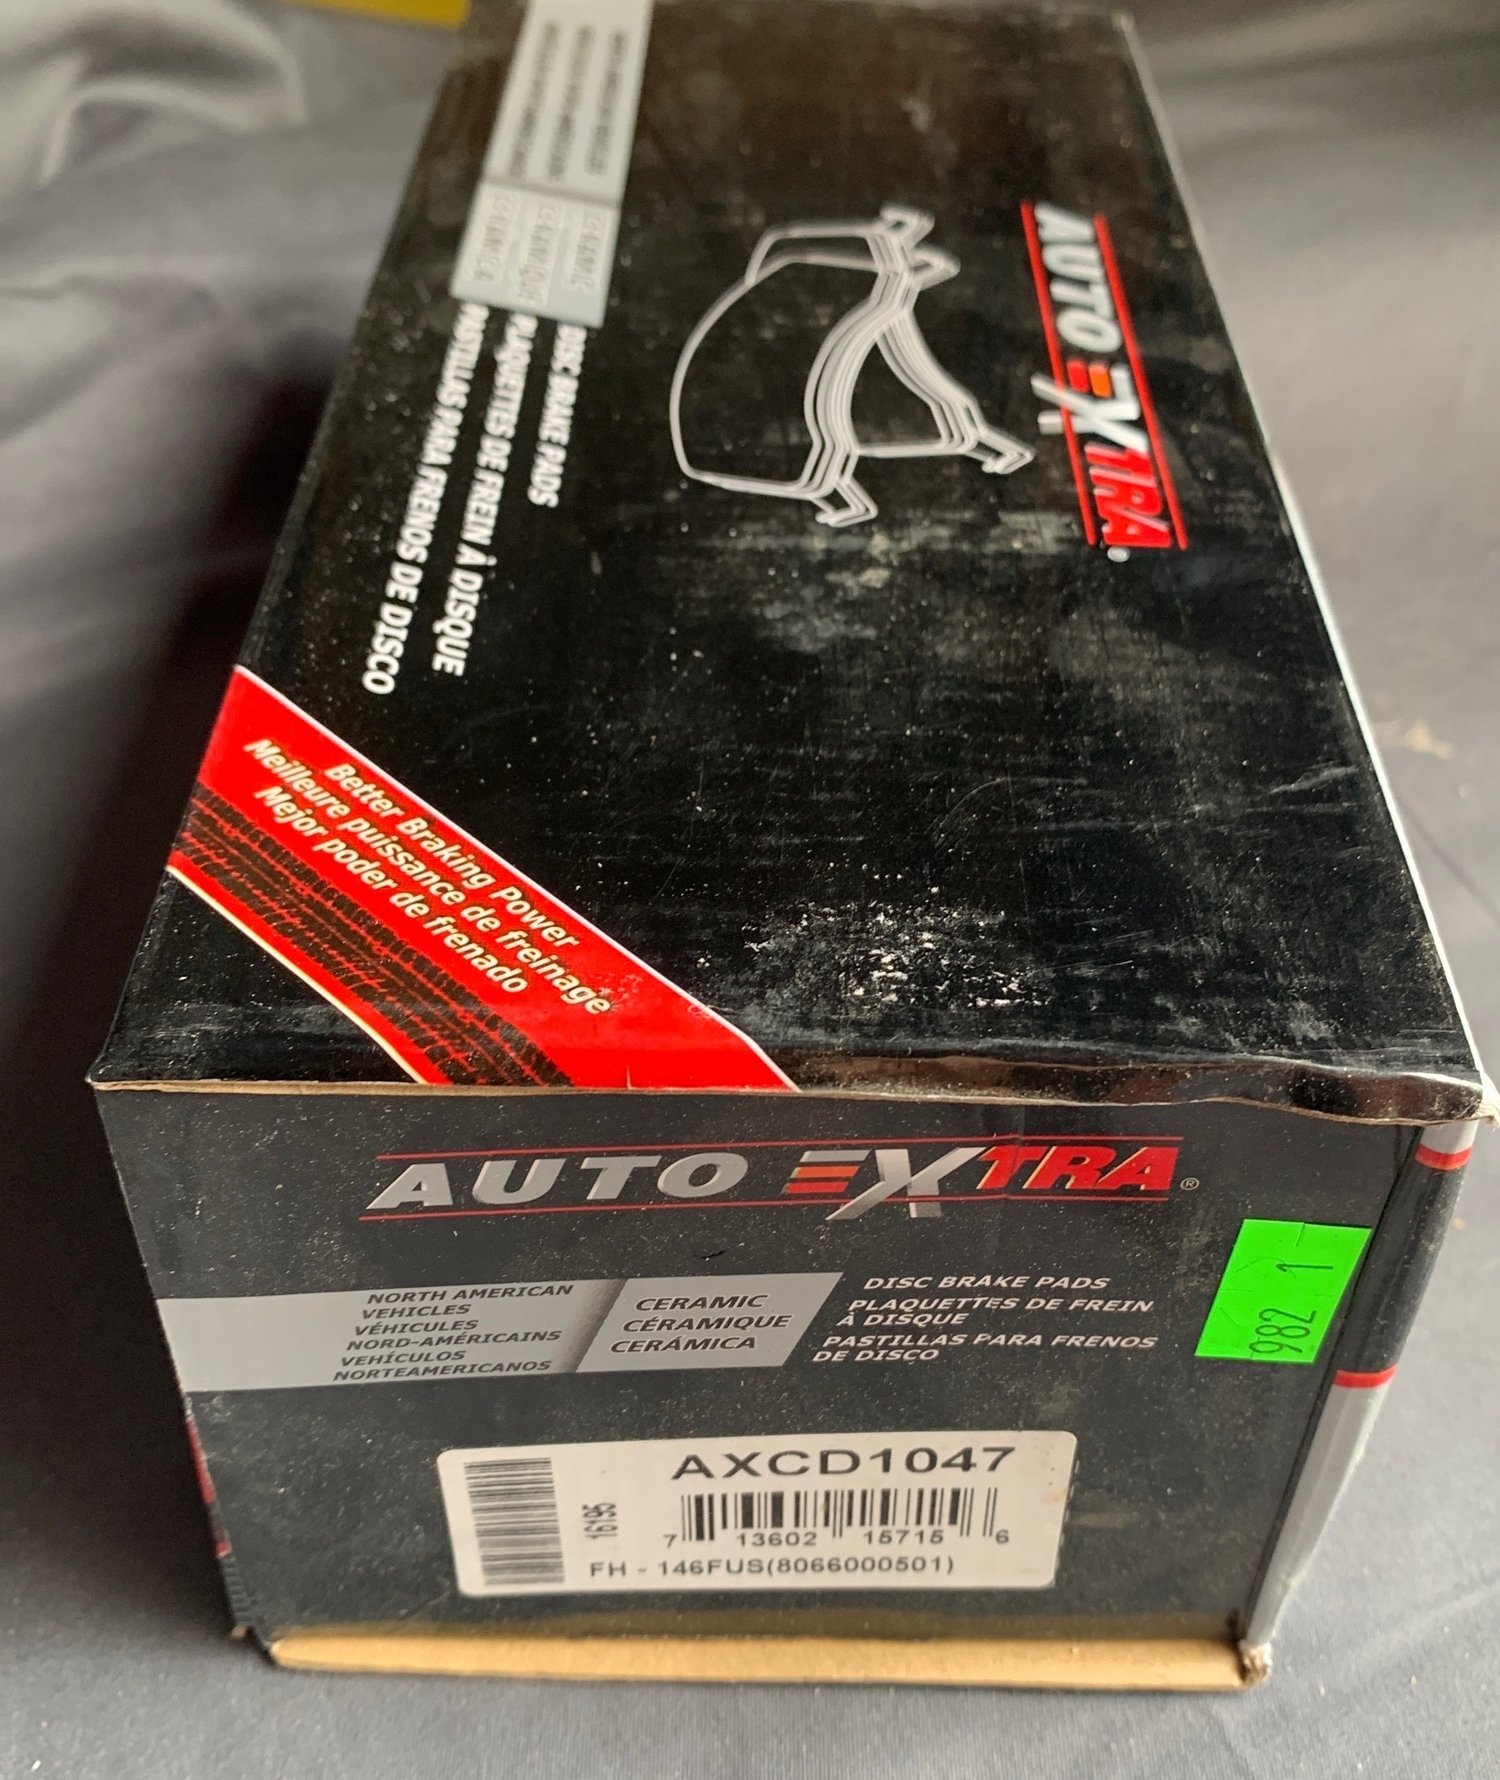 AUTO EXTRA®
DISC BRAKE PADS
PLAQUETTES DE FREIN À DISQUE
PASTILLAS PARA FRENOS DE DISCO
Better Braking Power
Meilleure puissance de freinage
Mejor poder de frenado
AUTO EXTRA®
NORTH AMERICAN
VEHICLES
VÉHICULES
NORD-AMÉRICAINS
VEHÍCULOS
NORTEAMERICANOS
CERAMIC
CÉRAMIQUE
CERÁMICA
DISC BRAKE PADS
PLAQUETTES DE FREIN
À DISQUE
PASTILLAS PARA FRENOS
DE DISCO
982 1-
AXCD1047
16195
7 13602 15715 6
FH - 146FUS(8066000501)